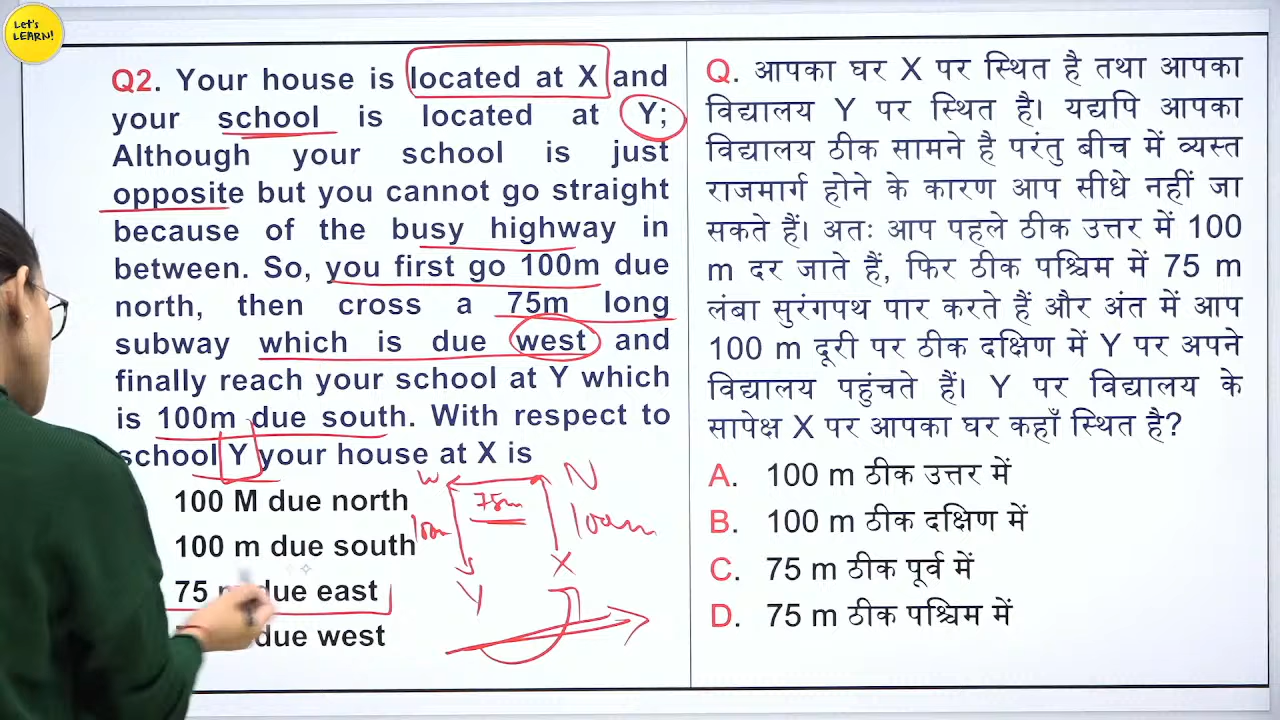 Let's
LEARN!
Q2. Your house is located at X and
your school is located at Y;
Although your school is just
opposite but you cannot go straight
because of the busy highway in
between. So, you first go 100m due
north, then cross a 75m long
subway which is due west and
finally reach your school at Y which
is 100m due south. With respect to
school Y your house at X is
100 M due north
100 m due south
75 m due east
due west
W N
75m
100m 100m
X
Y
Q. आपका घर X पर स्थित है तथा आपका
विद्यालय Y पर स्थित है। यद्यपि आपका
विद्यालय ठीक सामने है परंतु बीच में व्यस्त
राजमार्ग होने के कारण आप सीधे नहीं जा
सकते हैं। अतः आप पहले ठीक उत्तर में 100
m दर जाते हैं, फिर ठीक पश्चिम में 75 m
लंबा सुरंगपथ पार करते हैं और अंत में आप
100 m दूरी पर ठीक दक्षिण में Y पर अपने
विद्यालय पहुंचते हैं। Y पर विद्यालय के
सापेक्ष X पर आपका घर कहाँ स्थित है?
A. 100 m ठीक उत्तर में
B. 100 m ठीक दक्षिण में
C. 75 m ठीक पूर्व में
D. 75 m ठीक पश्चिम में